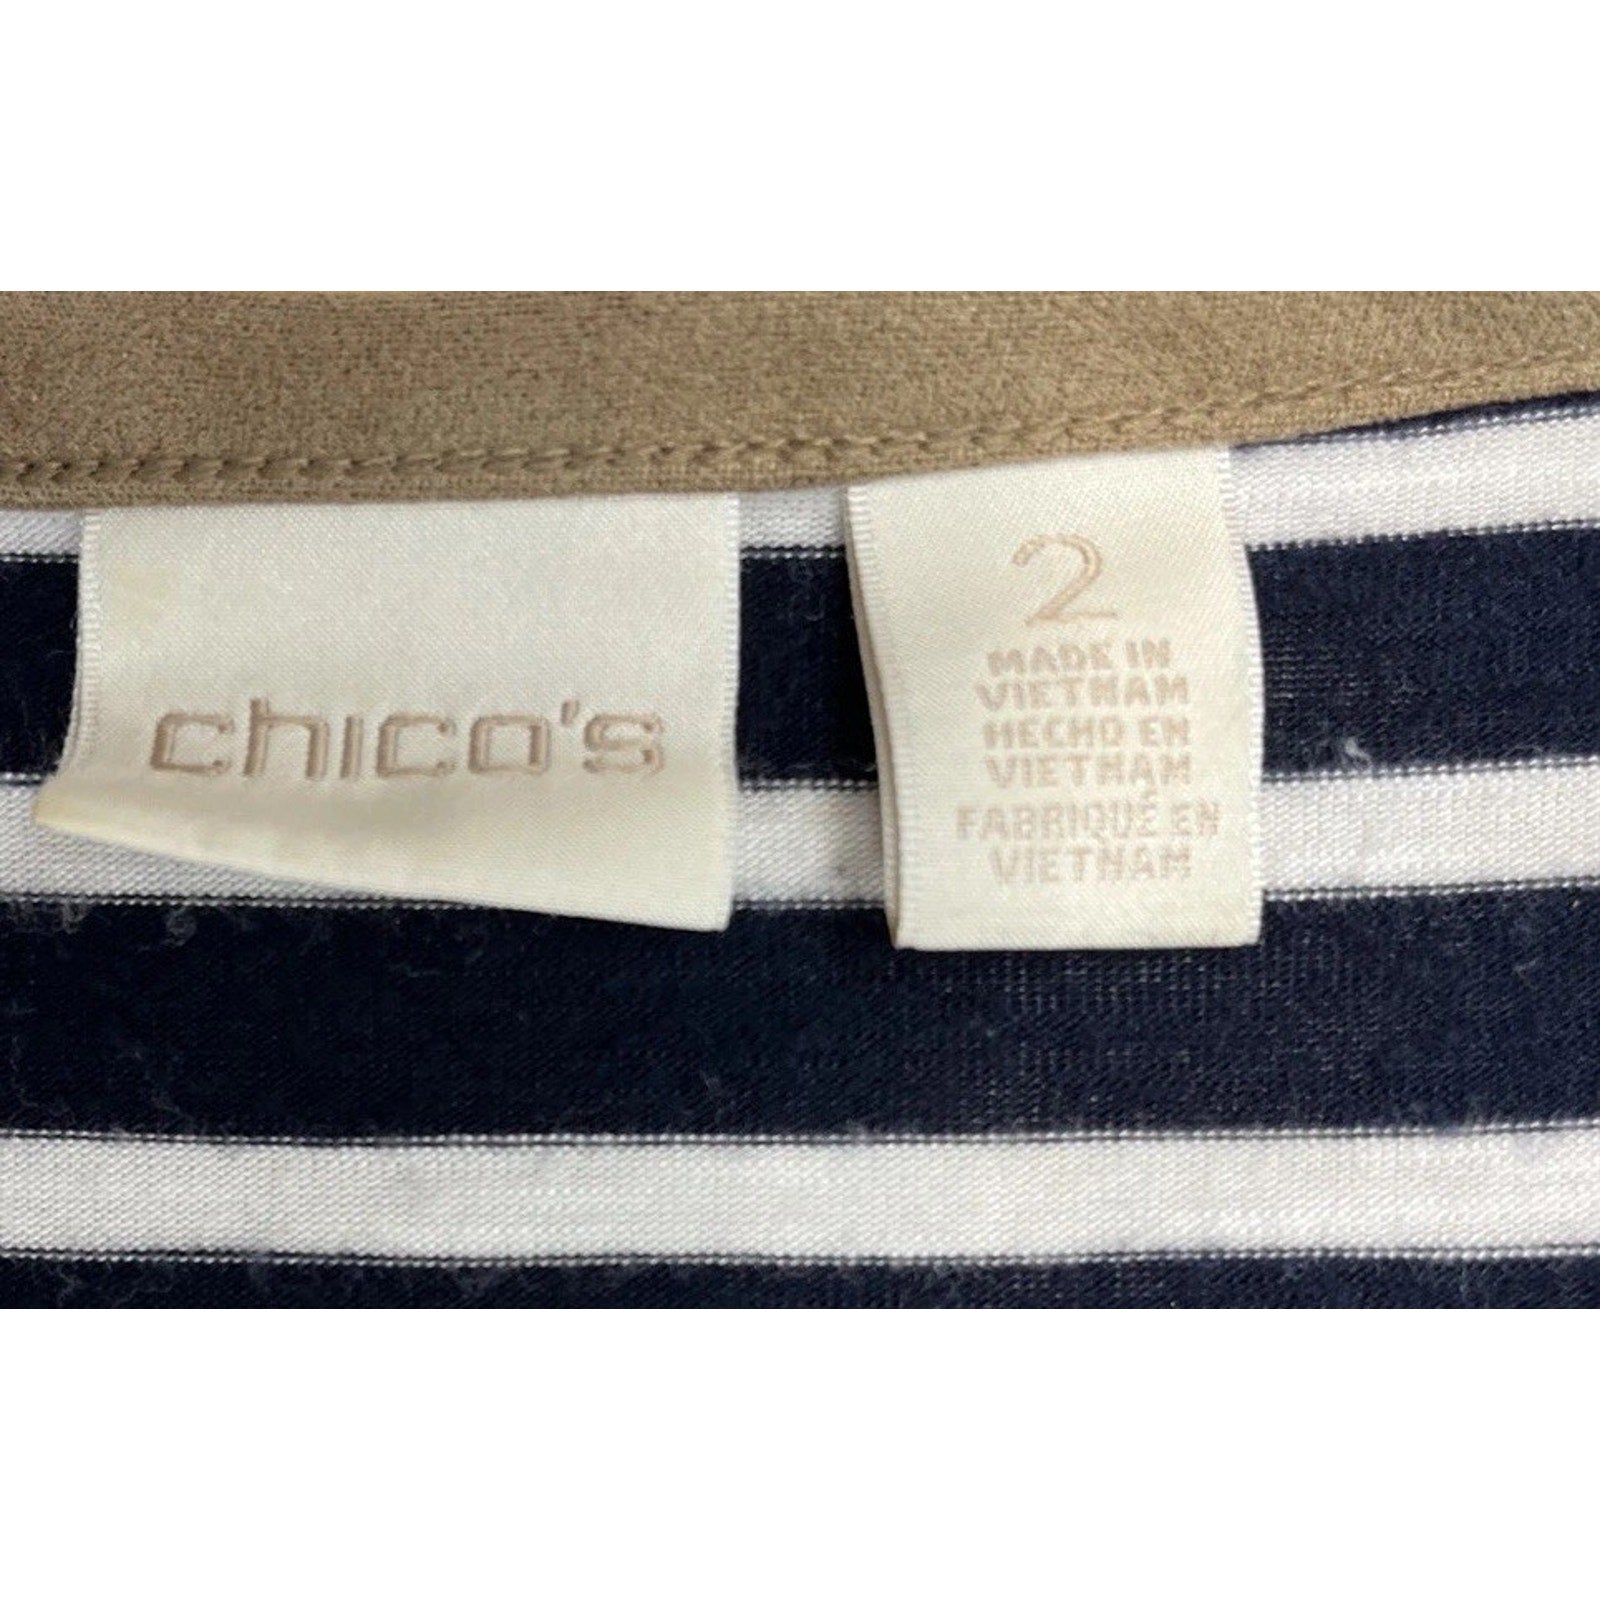 chico's
2
MADE IN
VIETNAM
HECHO EN
VIETNAM
FABRIQUÉ EN
VIETNAM